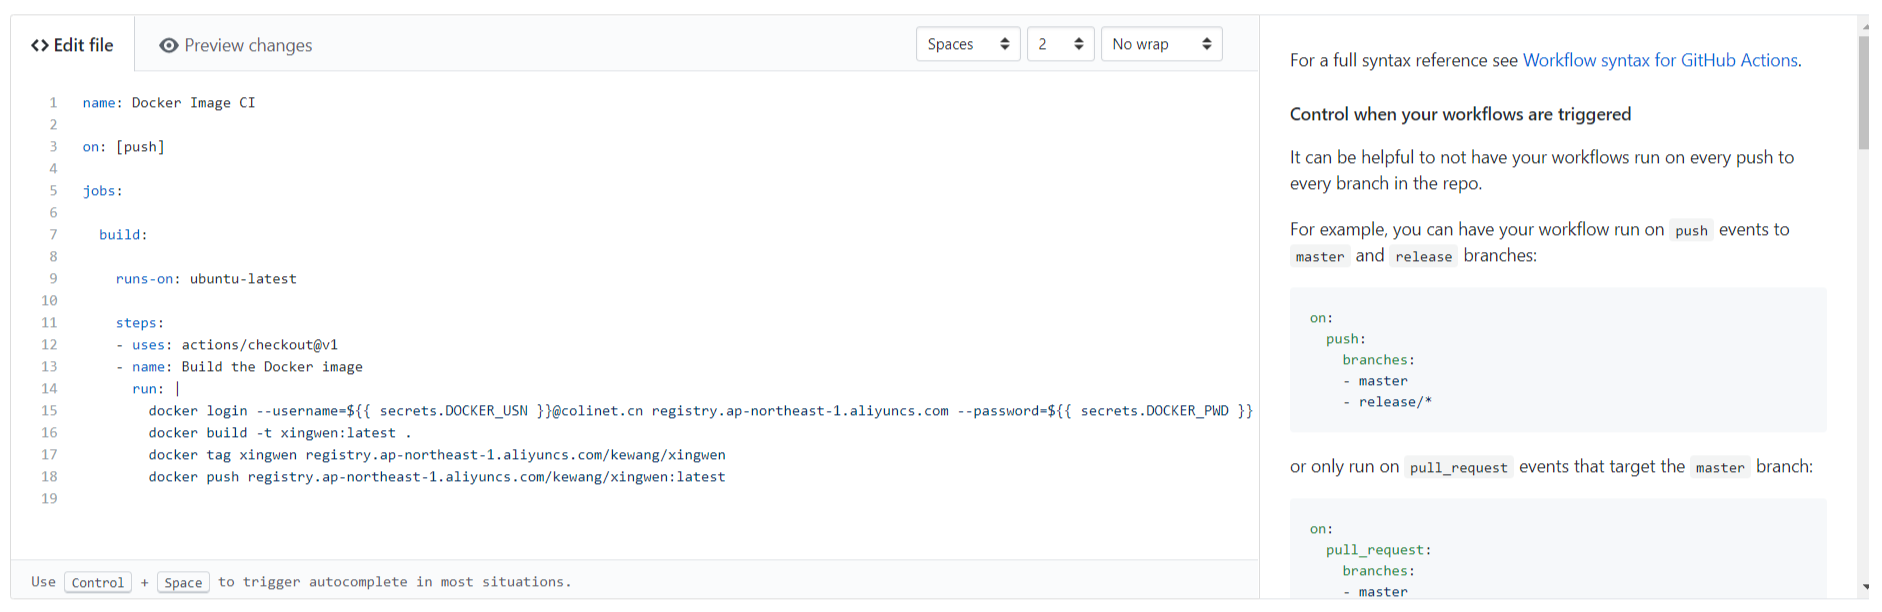 <> Edit file
Preview changes
Spaces
2
No wrap
1 name: Docker Image CI
2
3 on: [push]
4
5 jobs:
6
7 build:
8
9 runs-on: ubuntu-latest
10
11 steps:
12 - uses: actions/checkout@v1
13 - name: Build the Docker image
14 run: |
15 docker login --username=${{ secrets.DOCKER_USN }}@colinet.cn registry.ap-northeast-1.aliyuncs.com --password=${{ secrets.DOCKER_PWD }}
16 docker build -t xingwen:latest .
17 docker tag xingwen registry.ap-northeast-1.aliyuncs.com/kewang/xingwen
18 docker push registry.ap-northeast-1.aliyuncs.com/kewang/xingwen:latest
19
Use Control + Space to trigger autocomplete in most situations.
For a full syntax reference see Workflow syntax for GitHub Actions.
Control when your workflows are triggered
It can be helpful to not have your workflows run on every push to
every branch in the repo.
For example, you can have your workflow run on push events to
master and release branches:
on:
push:
branches:
- master
- release/*
or only run on pull_request events that target the master branch:
on:
pull_request:
branches:
- master